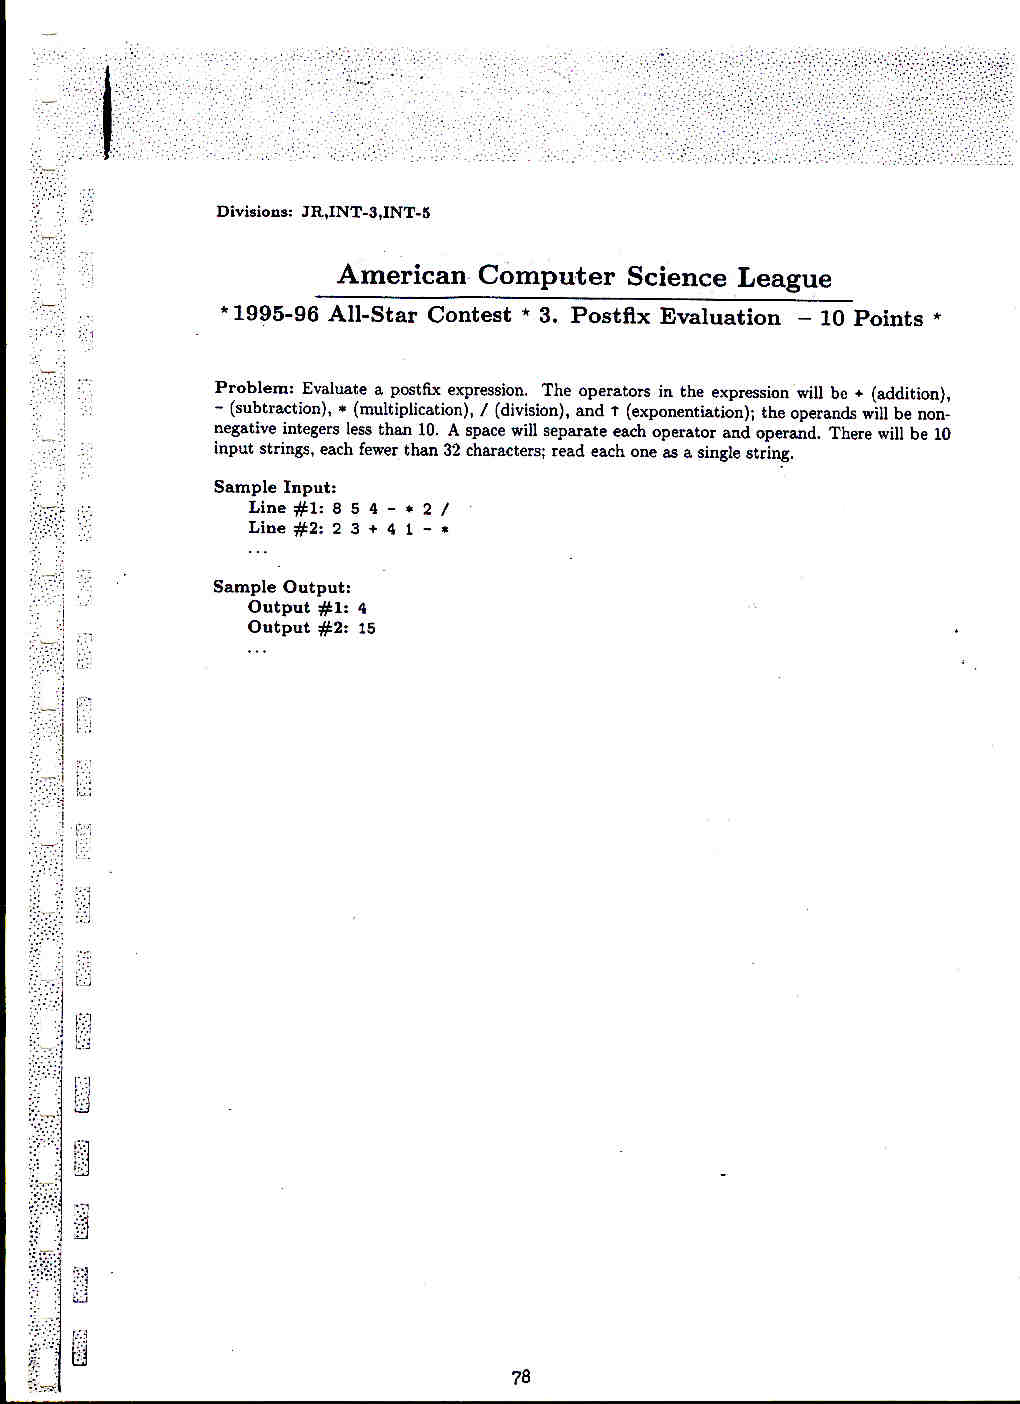 Divisions: JR,INT-3,INT-5
American Computer Science League
*1995-96 All-Star Contest * 3. Postfix Evaluation – 10 Points *
Problem: Evaluate a postfix expression. The operators in the expression will be + (addition),
- (subtraction), * (multiplication), / (division), and ↑ (exponentiation); the operands will be non-
negative integers less than 10. A space will separate each operator and operand. There will be 10
input strings, each fewer than 32 characters; read each one as a single string.
Sample Input:
Line #1: 8 5 4 - * 2 /
Line #2: 2 3 + 4 1 - *
...
Sample Output:
Output #1: 4
Output #2: 15
...
78